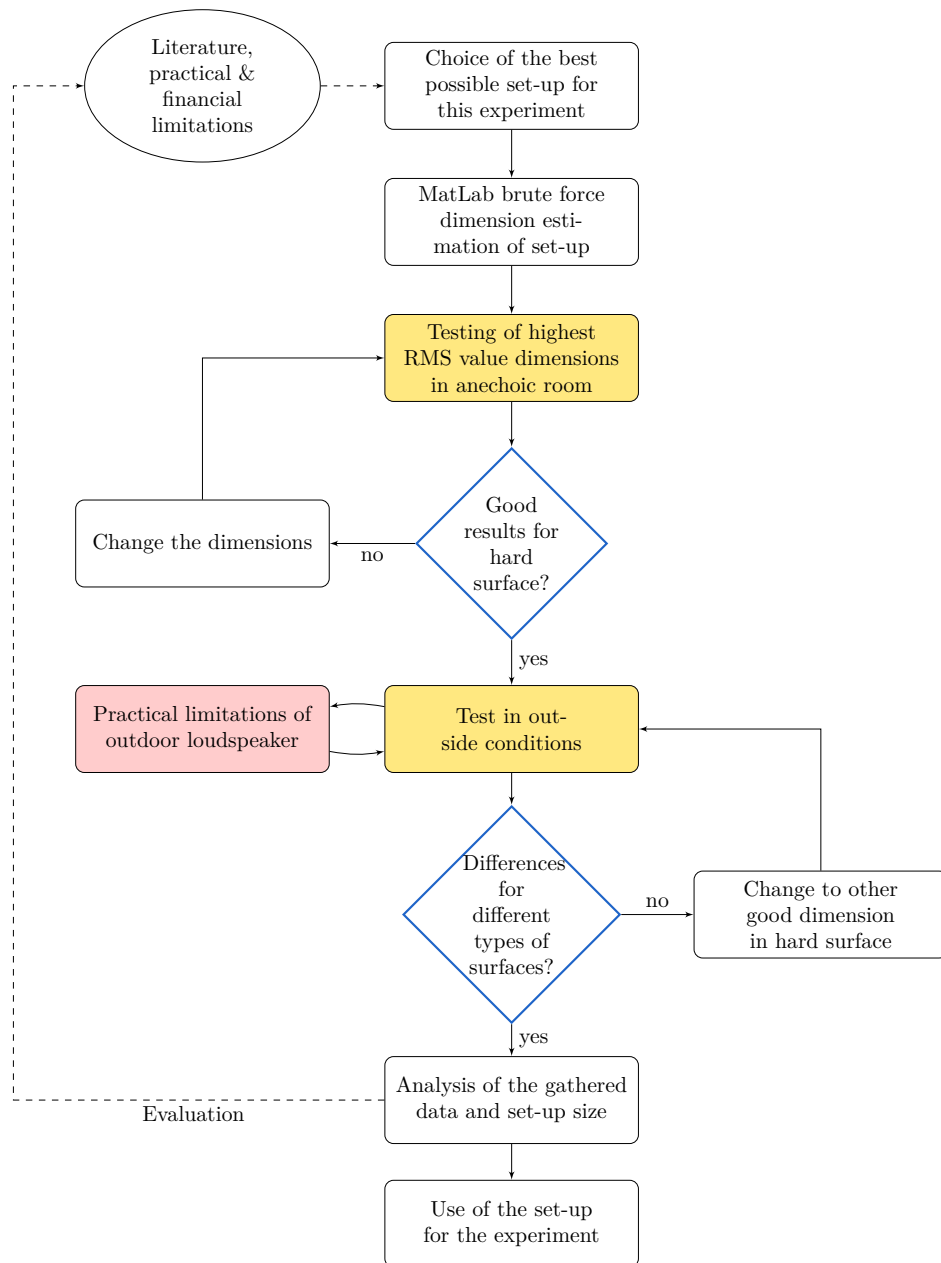 Literature,
practical &
financial
limitations
Choice of the best
possible set-up for
this experiment
MatLab brute force
dimension esti-
mation of set-up
Testing of highest
RMS value dimensions
in anechoic room
Good
results for
hard
surface?
no
Change the dimensions
yes
Practical limitations of
outdoor loudspeaker
Test in out-
side conditions
Differences
for
different
types of
surfaces?
no
Change to other
good dimension
in hard surface
yes
Analysis of the gathered
data and set-up size
Evaluation
Use of the set-up
for the experiment